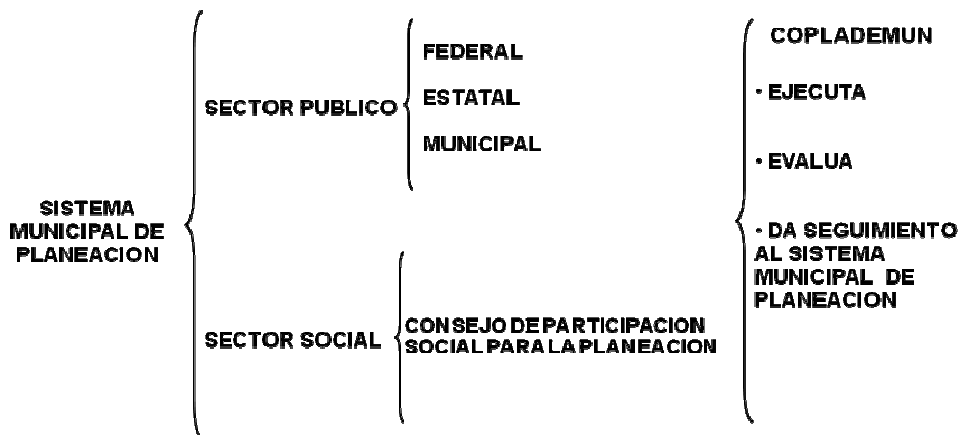 SISTEMA
MUNICIPAL DE
PLANEACION
SECTOR PUBLICO
FEDERAL
ESTATAL
MUNICIPAL
SECTOR SOCIAL
CONSEJO DE PARTICIPACION
SOCIAL PARA LA PLANEACION
COPLADEMUN
• EJECUTA
• EVALUA
• DA SEGUIMIENTO
AL SISTEMA
MUNICIPAL DE
PLANEACION